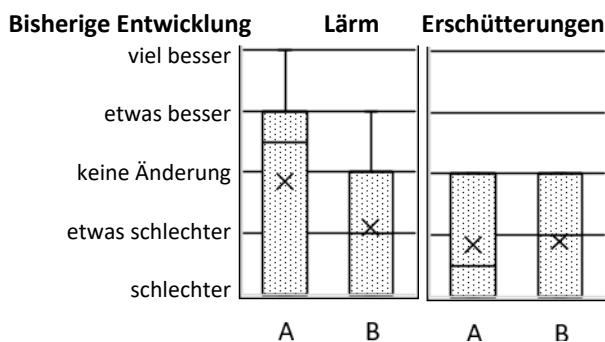 Bisherige Entwicklung Lärm Erschütterungen
viel besser
etwas besser
keine Änderung
etwas schlechter
schlechter
A B A B